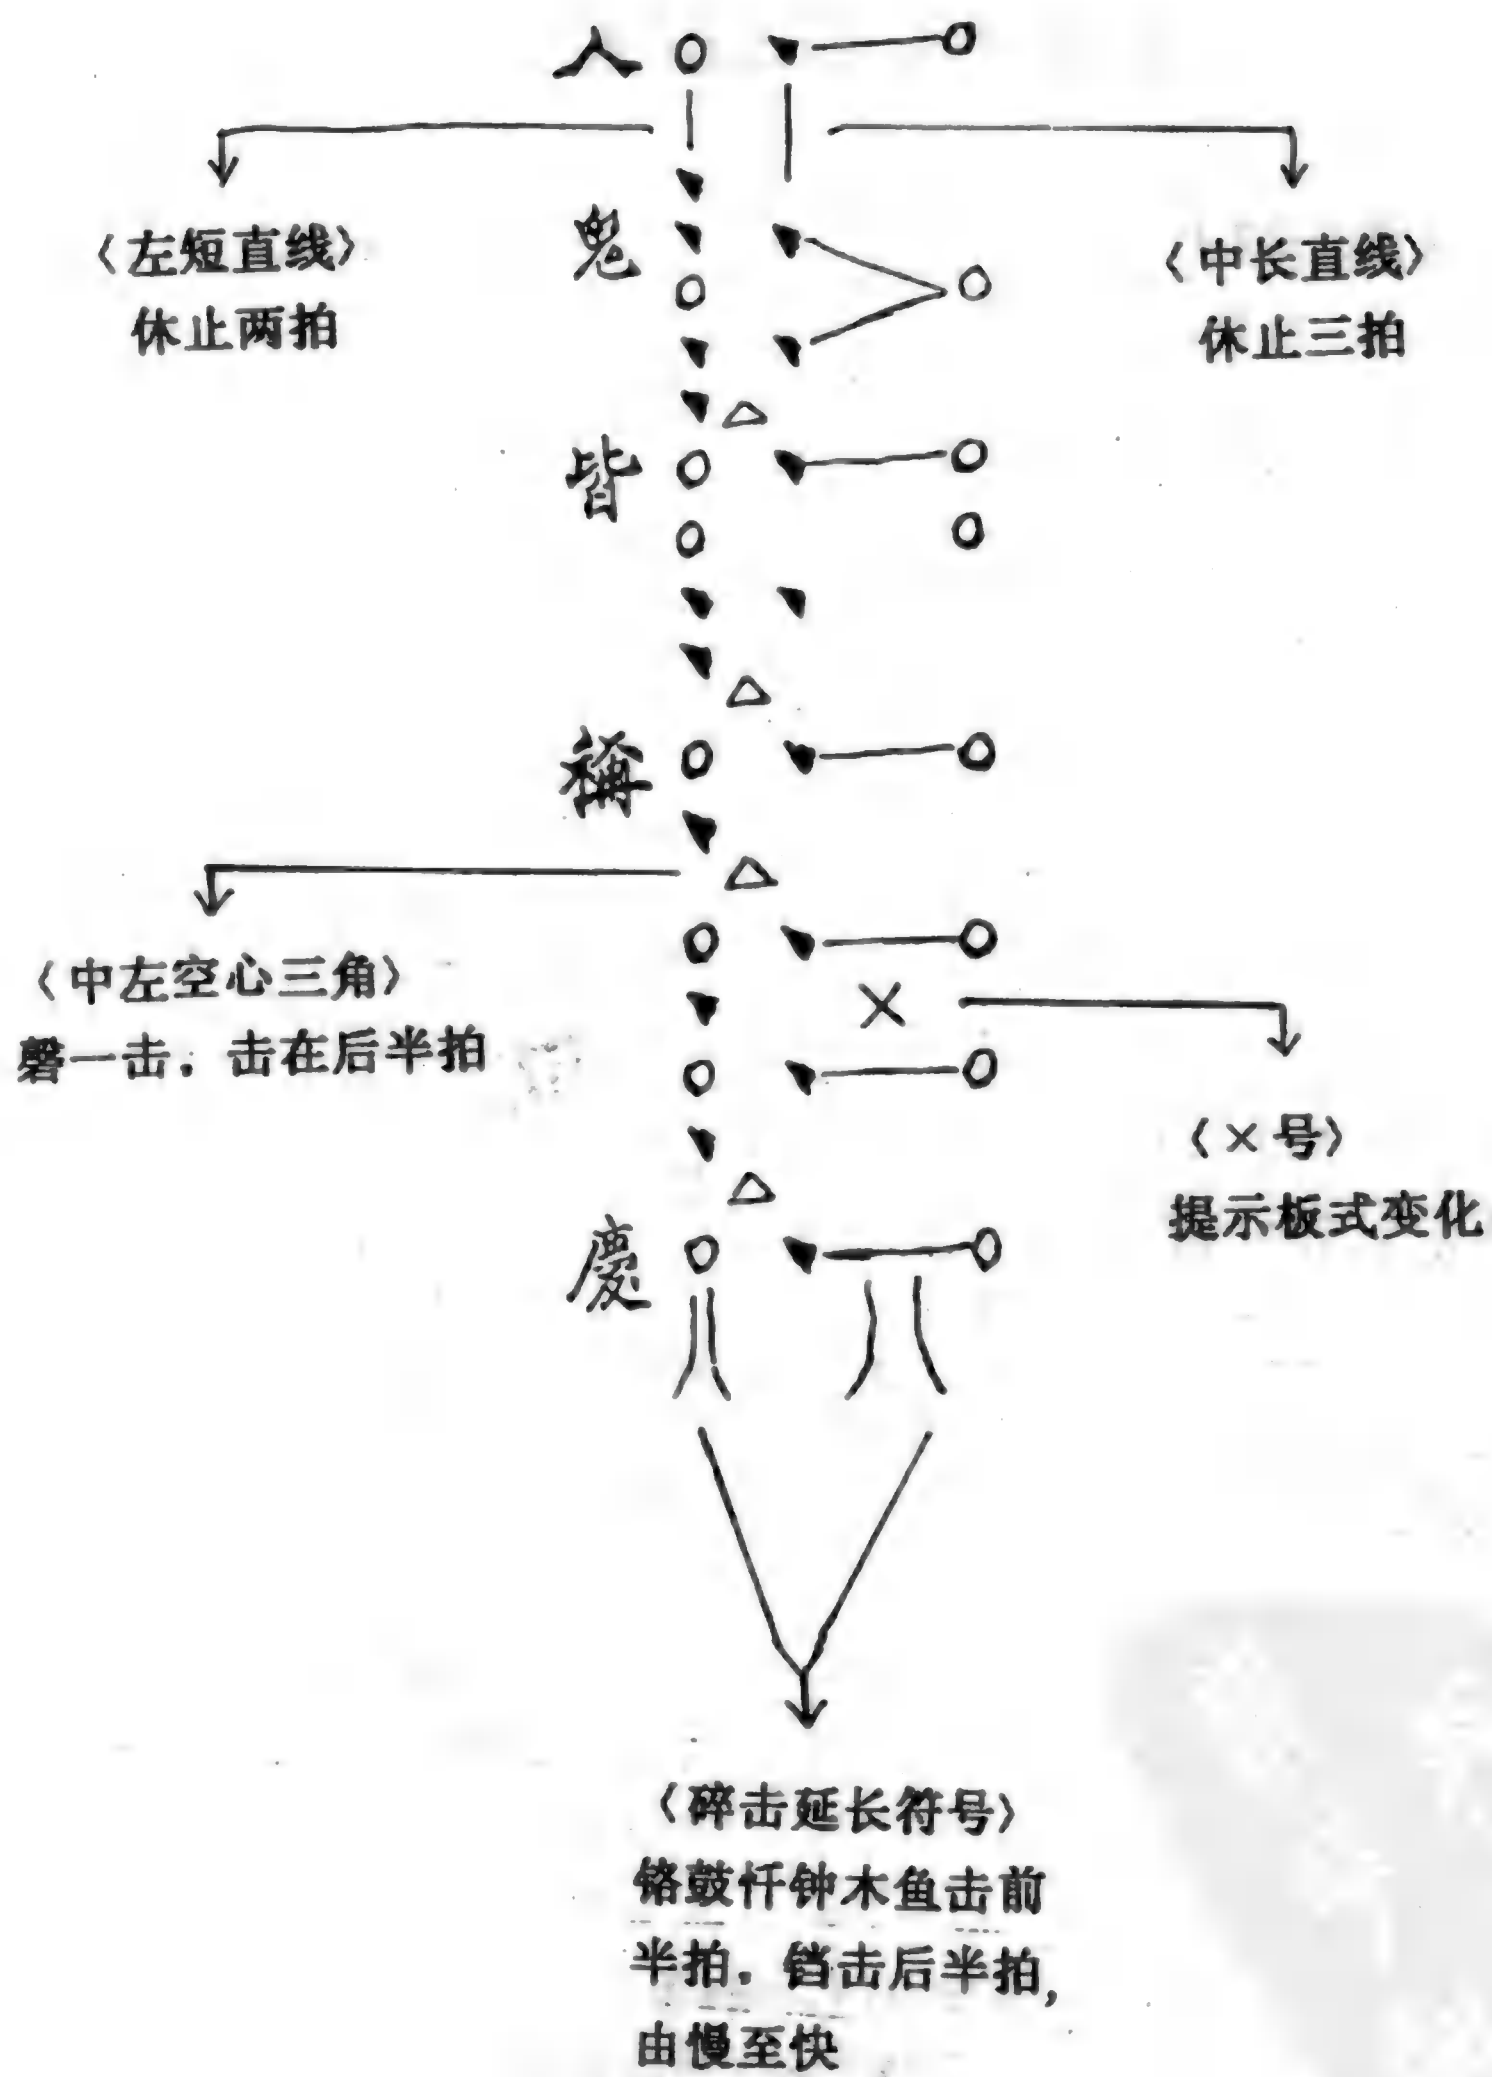 人
〈左短直线〉
休止两拍
〈中长直线〉
休止三拍
鬼
皆
稱
〈中左空心三角〉
磬一击，击在后半拍
〈×号〉
提示板式变化
慶
〈碎击延长符号〉
铬鼓忏钟木鱼击前
半拍，铛击后半拍，
由慢至快